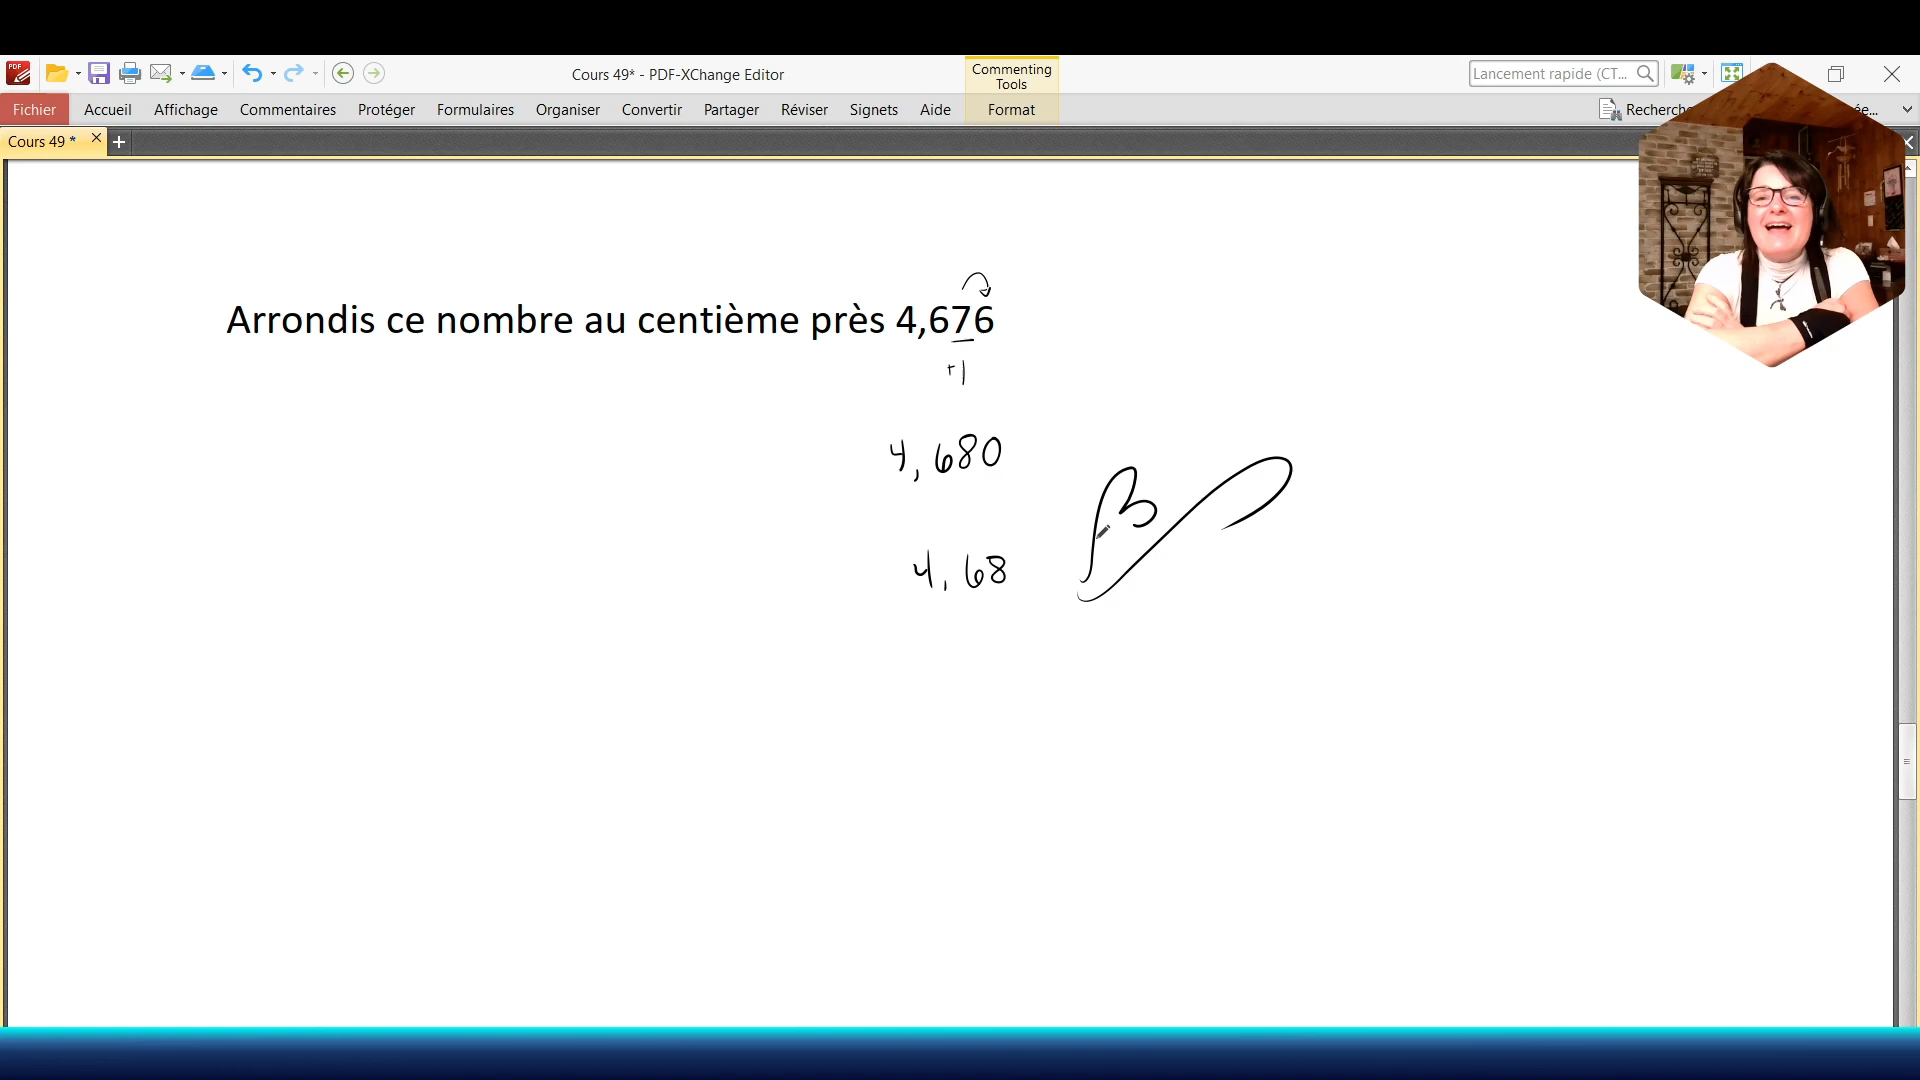 Cours 49* - PDF-XChange Editor
Commenting
Tools
Lancement rapide (CT...
Fichier Accueil Affichage Commentaires Protéger Formulaires Organiser Convertir Partager Réviser Signets Aide Format
Cours 49 *
Arrondis ce nombre au centième près 4,676
+1
4,680
4,68